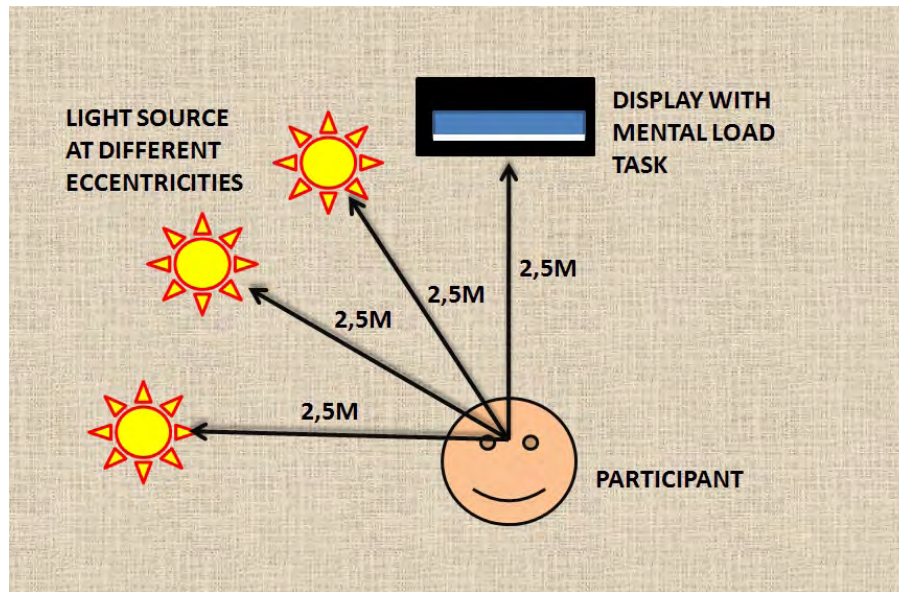 LIGHT SOURCE
AT DIFFERENT
ECCENTRICITIES
DISPLAY WITH
MENTAL LOAD
TASK
2,5M
2,5M
2,5M
2,5M
PARTICIPANT